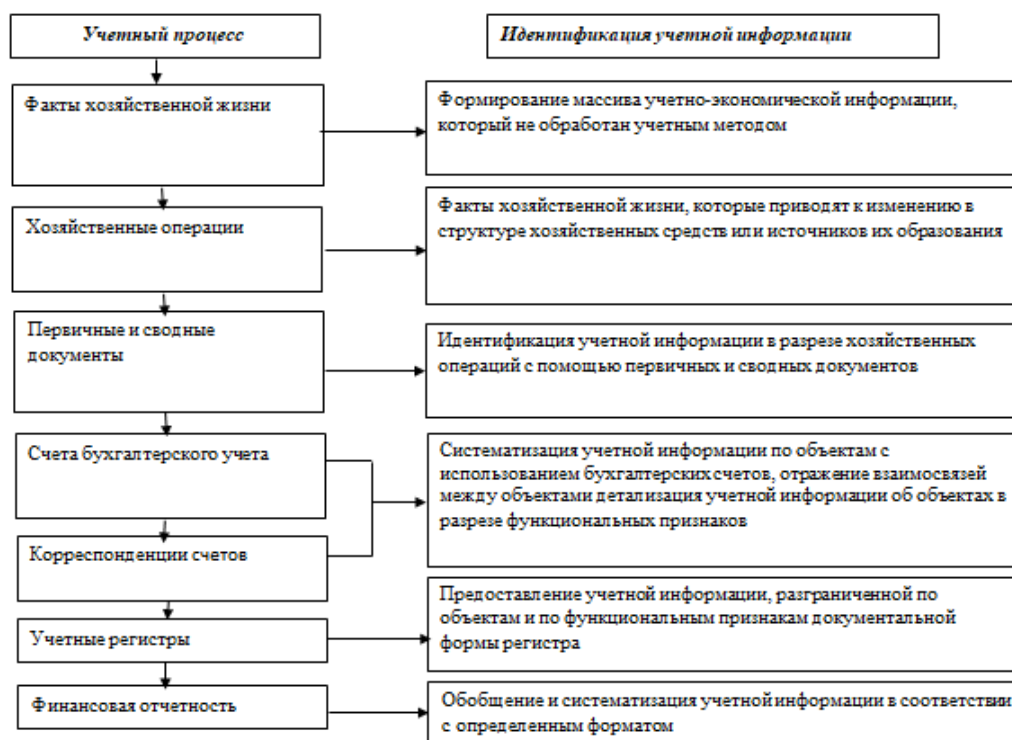 Учетный процесс
Идентификация учетной информации
Факты хозяйственной жизни
Формирование массива учетно-экономической информации,
который не обработан учетным методом
Хозяйственные операции
Факты хозяйственной жизни, которые приводят к изменению в
структуре хозяйственных средств или источников их образования
Первичные и сводные
документы
Идентификация учетной информации в разрезе хозяйственных
операций с помощью первичных и сводных документов
Счета бухгалтерского учета
Корреспонденции счетов
Систематизация учетной информации по объектам с
использованием бухгалтерских счетов, отражение взаимосвязей
между объектами детализация учетной информации об объектах в
разрезе функциональных признаков
Учетные регистры
Предоставление учетной информации, разграниченной по
объектам и по функциональным признакам документальной
формы регистра
Финансовая отчетность
Обобщение и систематизация учетной информации в соответствии
с определенным форматом